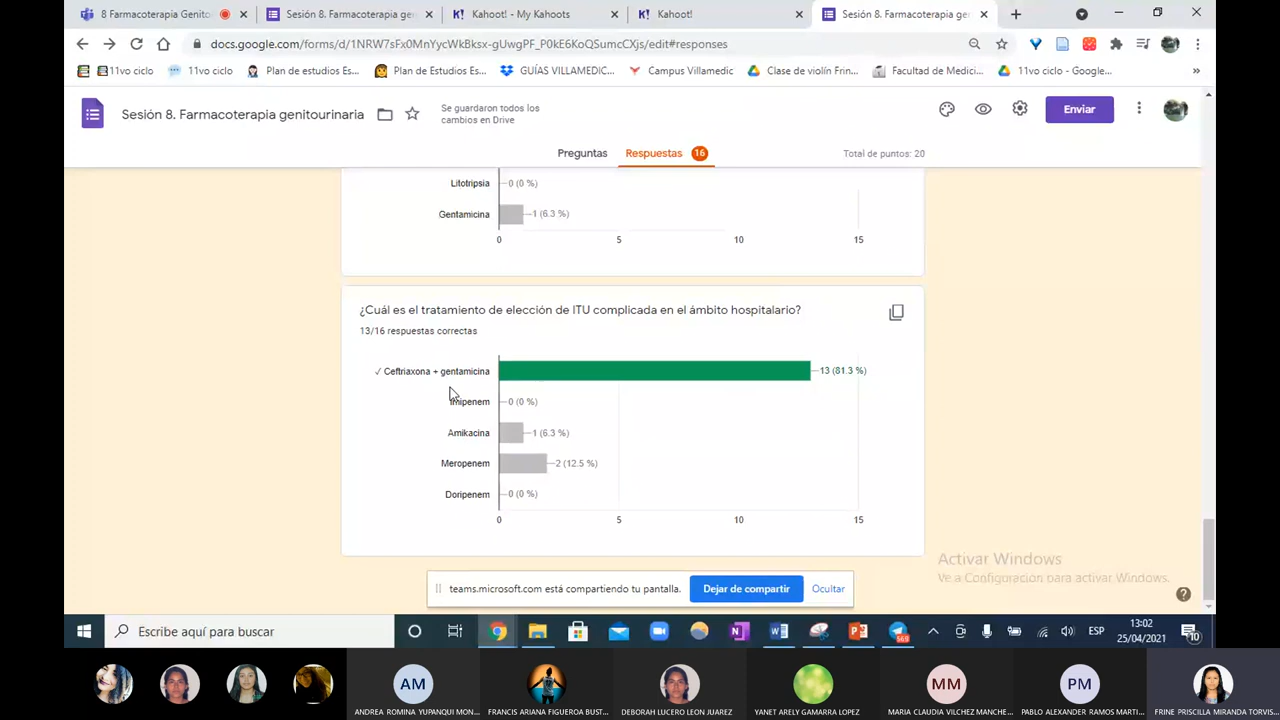 8 Farmacoterapia Genito
Sesión 8. Farmacoterapia ger
Kahoot! - My Kahoots
Kahoot!
Sesión 8. Farmacoterapia ger
docs.google.com/forms/d/
/edit#responses
11vo ciclo
11vo ciclo
Plan de estudios Es...
Plan de Estudios Es...
GUÍAS VILLAMEDIC...
Campus Villamedic
Clase de violín Frin...
Facultad de Medici...
11vo ciclo - Google...
»
Sesión 8. Farmacoterapia genitourinaria
Se guardaron todos los
cambios en Drive
Enviar
Preguntas
Respuestas 16
Total de puntos: 20
Litotripsia
0 (0 %)
Gentamicina
1 (6.3 %)
0 5 10 15
¿Cuál es el tratamiento de elección de ITU complicada en el ámbito hospitalario?
13/16 respuestas correctas
✓ Ceftriaxona + gentamicina
13 (81.3 %)
Imipenem
0 (0 %)
Amikacina
1 (6.3 %)
Meropenem
2 (12.5 %)
Doripenem
0 (0 %)
0 5 10 15
Activar Windows
Ve a Configuración para activar Windows.
teams.microsoft.com está compartiendo tu pantalla.
Dejar de compartir
Ocultar
Escribe aquí para buscar
ESP
13:02
25/04/2021
10
AM
MM
PM
ANDREA ROMINA YUPANQUI MON...
FRANCIS ARIANA FIGUEROA BUST...
DEBORAH LUCERO LEON JUAREZ
YANET ARELY GAMARRA LOPEZ
MARIA CLAUDIA VILCHEZ MANCHE...
PABLO ALEXANDER RAMOS MARTI...
FRINE PRISCILLA MIRANDA TORVIS...